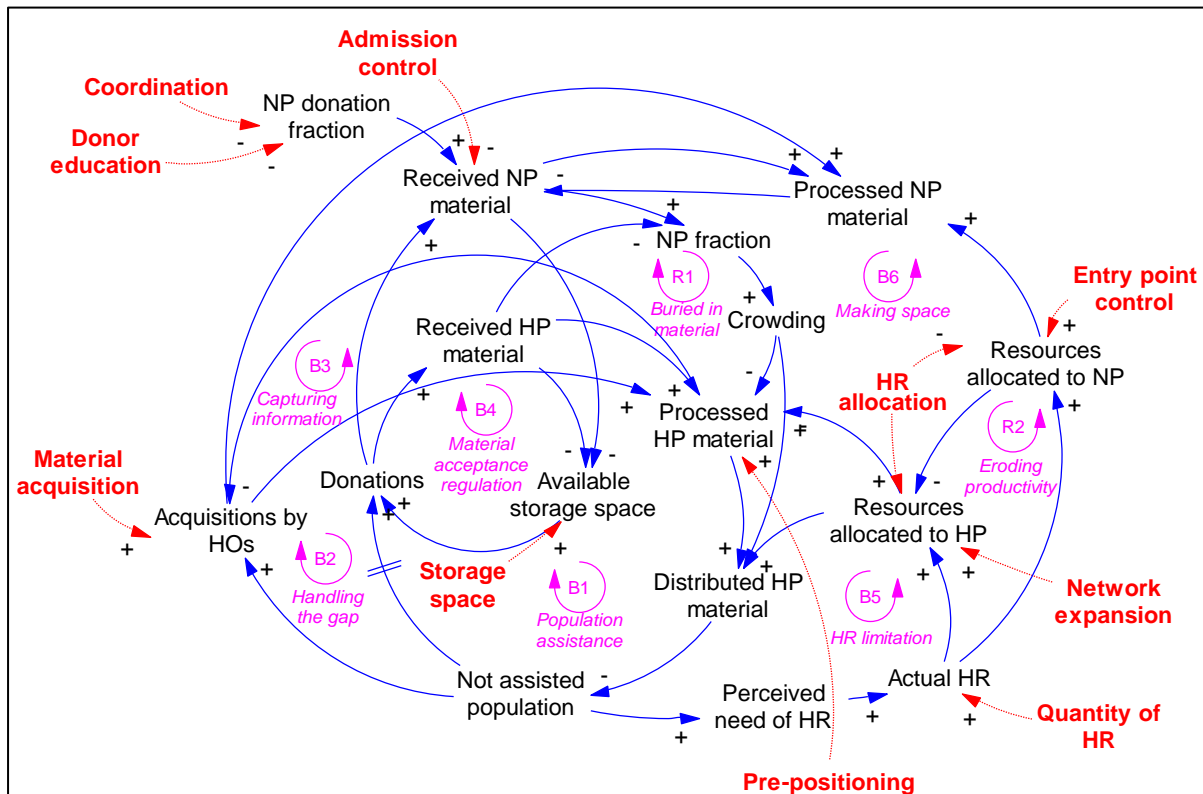 Admission
control
Coordination
NP donation
fraction
Donor
education
-
-
+
-
Received NP
material
-
+
+
+
Processed NP
material
+
+
-
NP fraction
R1
Buried in
material
B6
Making space
Entry point
control
+
Crowding
Received HP
material
-
+
Resources
allocated to NP
B3
Capturing
information
-
HR
allocation
+
+
B4
Material
acceptance
regulation
+
+
Processed
HP material
+
-
R2
Eroding
productivity
Material
acquisition
-
Donations
-
-
Available
storage space
+
+
-
Acquisitions by
HOs
+
+
+
Resources
allocated to HP
+
B2
Handling
the gap
Storage
space
+
B1
Population
assistance
+
+
Distributed HP
material
B5
HR limitation
+
+
Network
expansion
Not assisted
population
-
Perceived
need of HR
+
+
Actual HR
+
Quantity of
HR
Pre-positioning